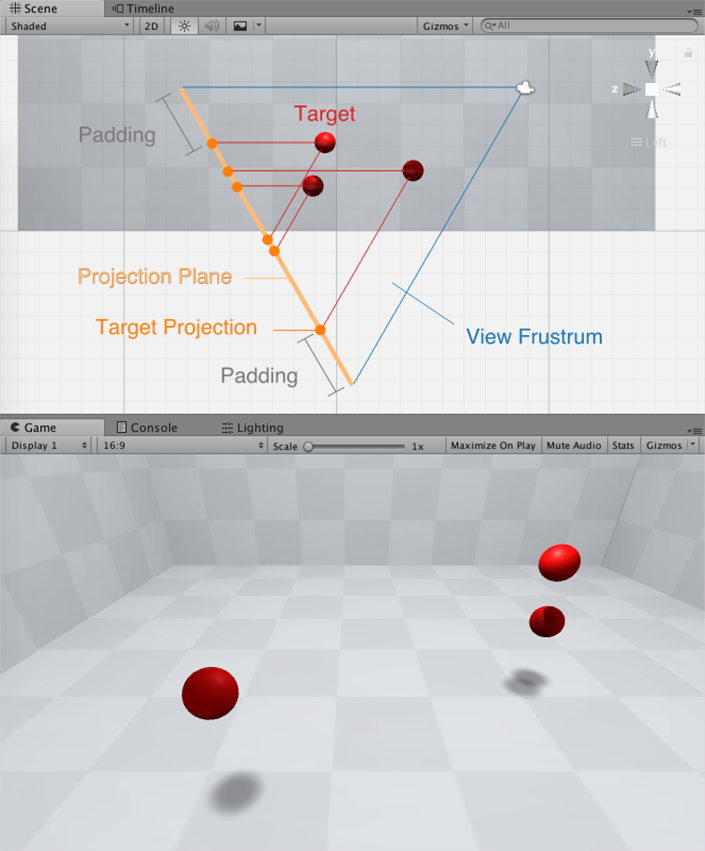 Scene
Timeline
Shaded
2D
Gizmos
All
y
z
Left
Target
Padding
Projection Plane
Target Projection
View Frustrum
Padding
Game
Console
Lighting
Display 1
16:9
Scale
1x
Maximize On Play
Mute Audio
Stats
Gizmos